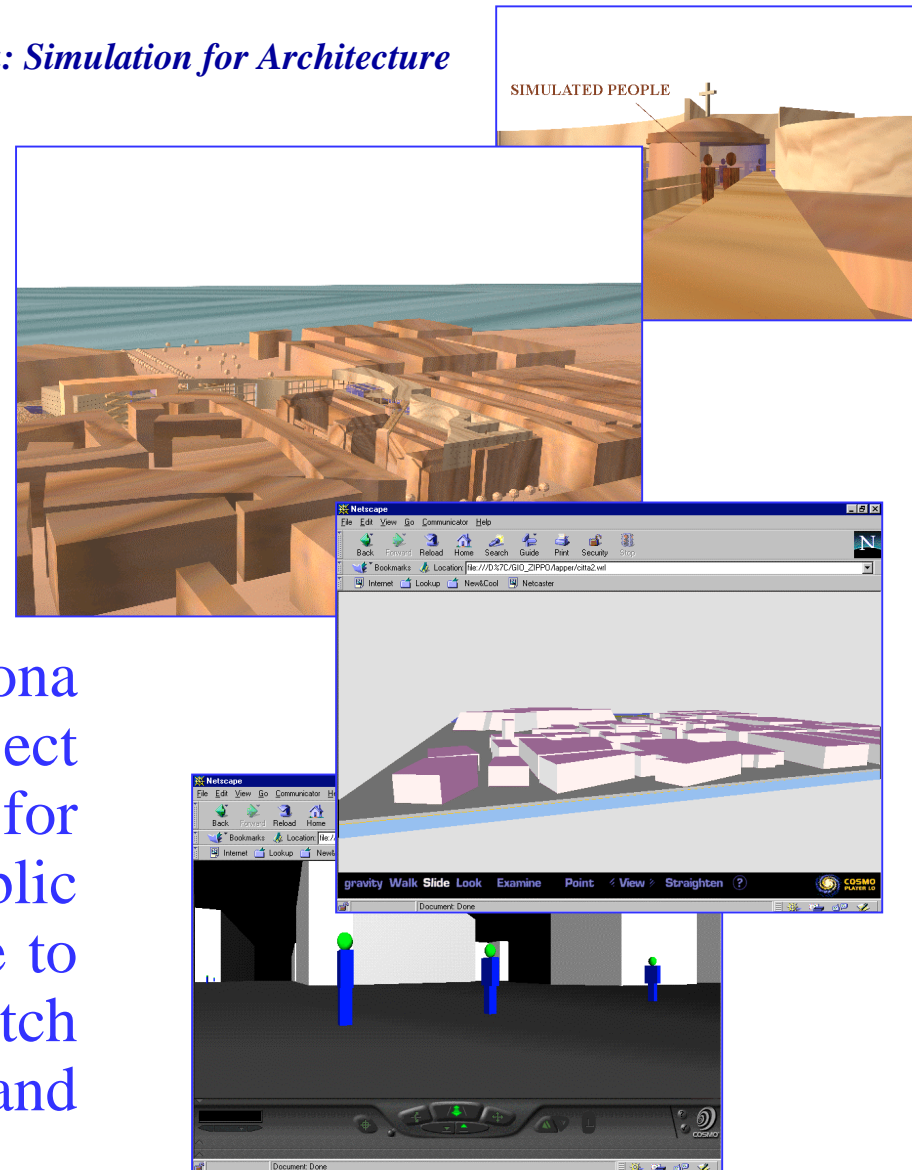 : Simulation for Architecture
SIMULATED PEOPLE
Netscape
File Edit View Go Communicator Help
Back Forward Reload Home Search Guide Print Security Stop
N
Bookmarks Location: file:///D%7C/GIO_ZIPPO/lapper/citta2.wrl
Internet Lookup New&Cool Netcaster
gravity Walk Slide Look Examine Point View Straighten ?
COSMO
PLAYER LO
Document: Done
ona
ect
for
blic
e to
tch
and
Netscape
File Edit View Go Communicator
Back Forward Reload Home
Bookmarks Location:
Internet Lookup
COSMO
Document: Done